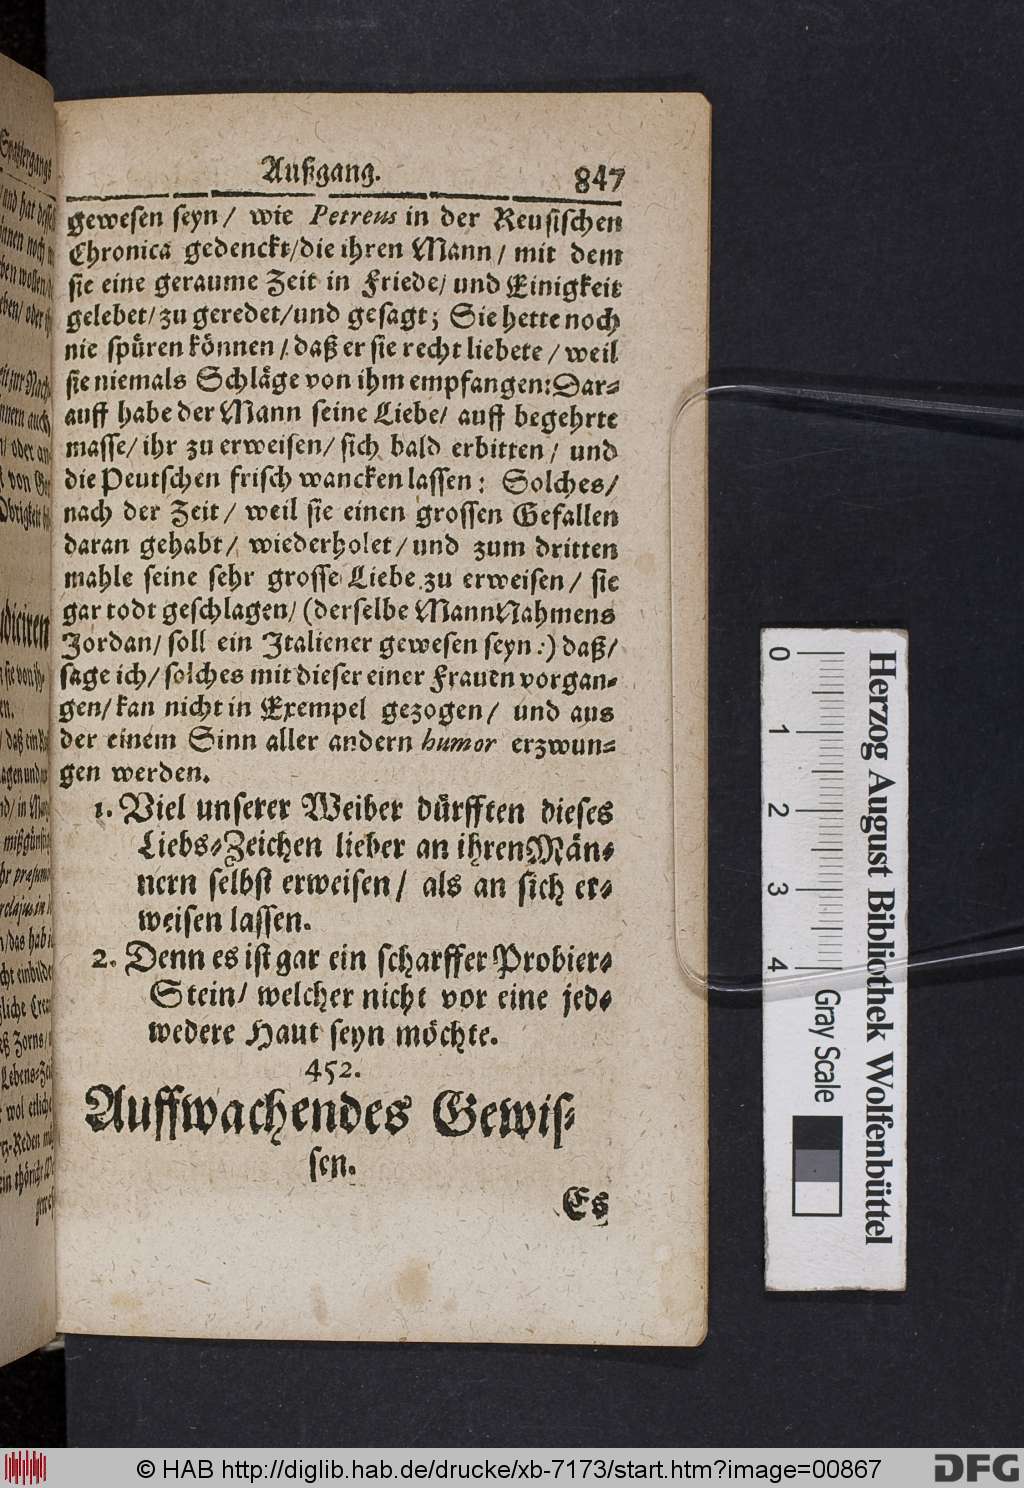 Außgang. 847
gewesen seyn / wie Petreus in der Reusischen
Chronica gedenckt / die ihren Mann / mit dem
sie eine geraume Zeit in Friede / und Einigkeit
gelebet / zu geredet / und gesagt; Sie hette noch
nie spüren können / daß er sie recht liebete / weil
sie niemals Schläge von ihm empfangen: Dar-
auff habe der Mann seine Liebe / auff begehrte
masse / ihr zu erweisen / sich bald erbitten / und
die Peutschen frisch wancken lassen: Solches /
nach der Zeit / weil sie einen grossen Gefallen
daran gehabt / wiederholet / und zum dritten
mahle seine sehr grosse Liebe zu erweisen / sie
gar todt geschlagen / (derselbe Mann Nahmens
Jordan / soll ein Italiener gewesen seyn:) daß /
sage ich / solches mit dieser einer Frauen vorgan-
gen / kan nicht in Exempel gezogen / und aus
der einem Sinn aller andern humor erzwun-
gen werden.
1. Viel unserer Weiber dürfften dieses
Liebs-Zeichen lieber an ihren Män-
nern selbst erweisen / als an sich er-
weisen lassen.
2. Denn es ist gar ein scharffer Probier-
Stein / welcher nicht vor eine jed-
wedere Haut seyn möchte.
452.
Auffwachendes Gewis-
sen.
Es
0 1 2 3 4
Gray Scale
Herzog August Bibliothek Wolfenbüttel
© HAB http://diglib.hab.de/drucke/xb-7173/start.htm?image=00867
DFG